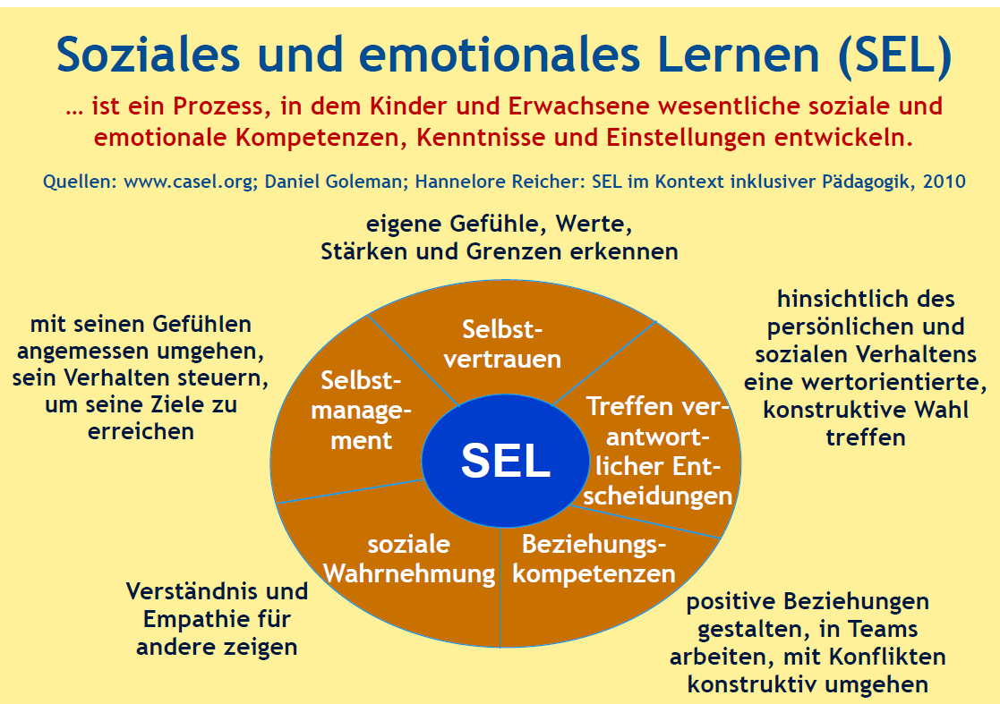 Soziales und emotionales Lernen (SEL)
… ist ein Prozess, in dem Kinder und Erwachsene wesentliche soziale und
emotionale Kompetenzen, Kenntnisse und Einstellungen entwickeln.
Quellen: www.casel.org; Daniel Goleman; Hannelore Reicher: SEL im Kontext inklusiver Pädagogik, 2010
eigene Gefühle, Werte,
Stärken und Grenzen erkennen
mit seinen Gefühlen
angemessen umgehen,
sein Verhalten steuern,
um seine Ziele zu
erreichen
Selbst-
vertrauen
hinsichtlich des
persönlichen und
sozialen Verhaltens
eine wertorientierte,
konstruktive Wahl
treffen
Selbst-
manage-
ment
SEL
Treffen ver-
antwort-
licher Ent-
scheidungen
soziale
Wahrnehmung
Beziehungs-
kompetenzen
Verständnis und
Empathie für
andere zeigen
positive Beziehungen
gestalten, in Teams
arbeiten, mit Konflikten
konstruktiv umgehen